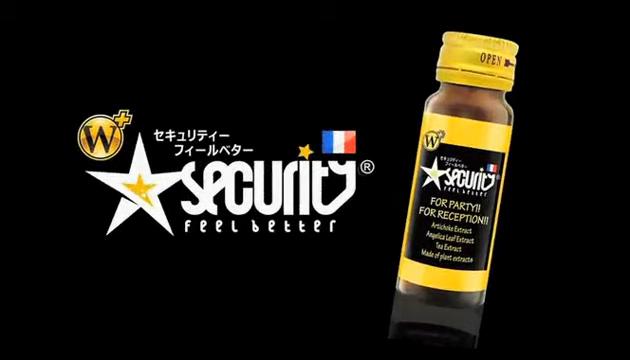 W+
セキュリティー
フィールベター
security®
feel better
OPEN
W+
セキュリティー
フィールベター
security
feel better
FOR PARTY!!
FOR RECEPTION!!
Artichoke Extract
Angelica Leaf Extract
Tea Extract
Made of plant extracts